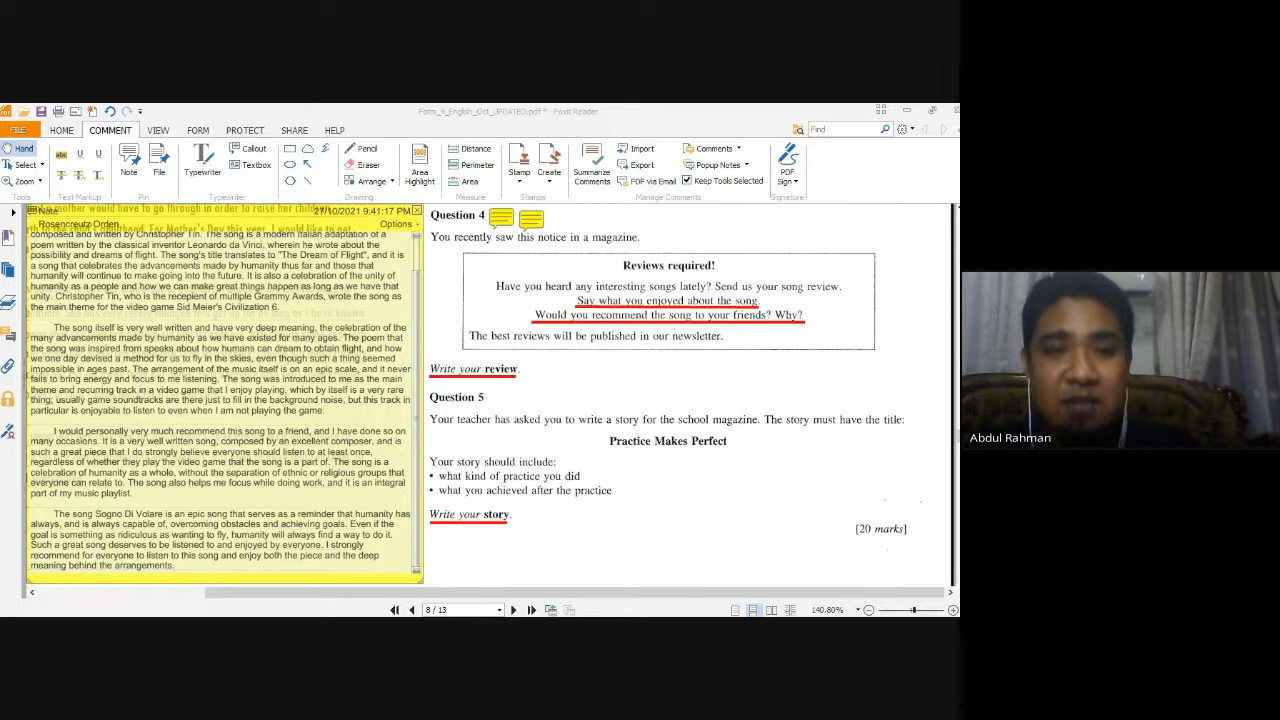 Form_4_English_Oct_UPDATED.pdf * - Foxit Reader
FILE
HOME
COMMENT
VIEW
FORM
PROTECT
SHARE
HELP
Find
Hand
Select
Zoom
Tools
Text Markup
Note
File
Pin
Typewriter
Callout
Textbox
Typewriter
Pencil
Eraser
Arrange
Drawing
Area
Highlight
Distance
Perimeter
Area
Measure
Stamp
Create
Stamps
Summarize
Comments
Import
Export
FDF via Email
Comments
Popup Notes
Keep Tools Selected
Manage Comments
PDF
Sign
Signature
a mother would have to go through in order to raise her children
Note
27/10/2021 9:41:17 PM
Rosencreutz Orden
Options
composed and written by Christopher Tin. The song is a modern Italian adaptation of a
poem written by the classical inventor Leonardo da Vinci, wherein he wrote about the
possibility and dreams of flight. The song's title translates to "The Dream of Flight", and it is
a song that celebrates the advancements made by humanity thus far and those that
humanity will continue to make going into the future. It is also a celebration of the unity of
humanity as a people and how we can make great things happen as long as we have that
unity. Christopher Tin, who is the recepient of multiple Grammy Awards, wrote the song as
the main theme for the video game Sid Meier's Civilization 6.
The song itself is very well written and have very deep meaning, the celebration of the
many advancements made by humanity as we have existed for many ages. The poem that
the song was inspired from speaks about how humans can dream to obtain flight, and how
we one day devised a method for us to fly in the skies, even though such a thing seemed
impossible in ages past. The arrangement of the music itself is on an epic scale, and it never
fails to bring energy and focus to me listening. The song was introduced to me as the main
theme and recurring track in a video game that I enjoy playing, which by itself is a very rare
thing; usually game soundtracks are there just to fill in the background noise, but this track in
particular is enjoyable to listen to even when I am not playing the game.
I would personally very much recommend this song to a friend, and I have done so on
many occasions. It is a very well written song, composed by an excellent composer, and is
such a great piece that I do strongly believe everyone should listen to at least once,
regardless of whether they play the video game that the song is a part of. The song is a
celebration of humanity as a whole, without the separation of ethnic or religious groups that
everyone can relate to. The song also helps me focus while doing work, and it is an integral
part of my music playlist.
The song Sogno Di Volare is an epic song that serves as a reminder that humanity has
always, and is always capable of, overcoming obstacles and achieving goals. Even if the
goal is something as ridiculous as wanting to fly, humanity will always find a way to do it.
Such a great song deserves to be listened to and enjoyed by everyone. I strongly
recommend for everyone to listen to this song and enjoy both the piece and the deep
meaning behind the arrangements.
Question 4
You recently saw this notice in a magazine.
Reviews required!
Have you heard any interesting songs lately? Send us your song review.
Say what you enjoyed about the song.
Would you recommend the song to your friends? Why?
The best reviews will be published in our newsletter.
Write your review.
Question 5
Your teacher has asked you to write a story for the school magazine. The story must have the title:
Practice Makes Perfect
Your story should include:
• what kind of practice you did
• what you achieved after the practice
Write your story.
[20 marks]
8 / 13
140.80%
Abdul Rahman